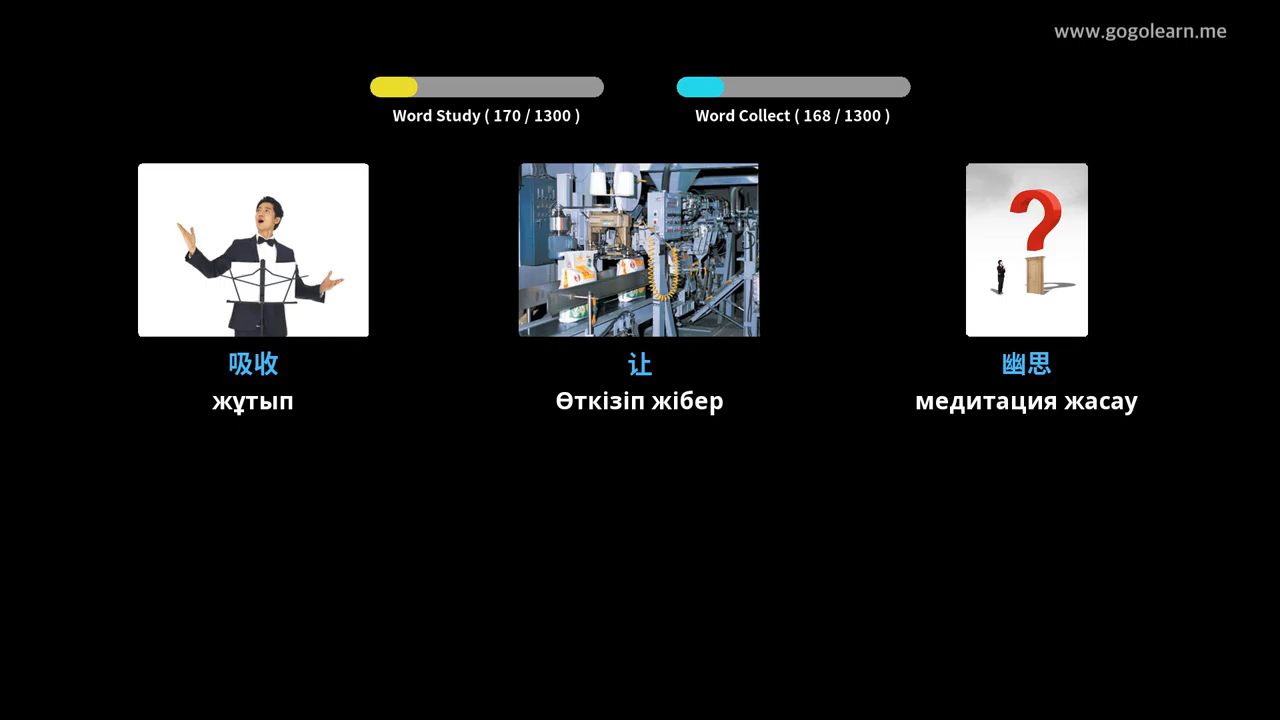 www.gogolearn.me
Word Study ( 170 / 1300 )
Word Collect ( 168 / 1300 )
吸收
жұтып
让
Өткізіп жібер
幽思
медитация жасау